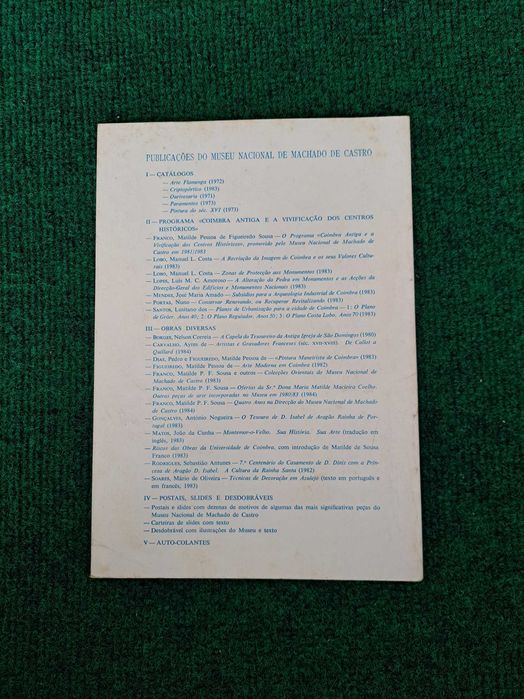 PUBLICAÇÕES DO MUSEU NACIONAL DE MACHADO DE CASTRO
I — CATÁLOGOS
— Arte Flamenga (1972)
— Criptopórtico (1983)
— Ourivesaria (1971)
— Paramentos (1973)
— Pintura do séc. XVI (1973)
II — PROGRAMA «COIMBRA ANTIGA E A VIVIFICAÇÃO DOS CENTROS
HISTÓRICOS»
— FRANCO, Matilde Pessoa de Figueiredo Sousa — O Programa «Coimbra Antiga e a
Vivificação dos Centros Históricos», promovido pelo Museu Nacional de Machado de
Castro em 1981/1983
— LOBO, Manuel L. Costa — A Recriação da Imagem de Coimbra e os seus Valores Cultu-
rais (1983)
— LOBO, Manuel L. Costa — Zonas de Protecção aos Monumentos (1983)
— LOPES, Luís M. C. Amoroso — A Alteração da Pedra em Monumentos e as Acções da
Direcção-Geral dos Edifícios e Monumentos Nacionais (1983)
— MENDES, José Maria Amado — Subsídios para a Arqueologia Industrial de Coimbra (1983)
— PORTAS, Nuno — Conservar Renovando, ou Recuperar Revitalizando (1983)
— SANTOS, Lusitano dos — Planos de Urbanização para a cidade de Coimbra — 1: O Plano
de Gröer. Anos 40; 2: O Plano Regulador. Anos 50; 3: O Plano Costa Lobo. Anos 70 (1983)
III — OBRAS DIVERSAS
— BORGES, Nelson Correia — A Capela do Tesoureiro da Antiga Igreja de São Domingos (1980)
— CARVALHO, Ayres de — Artistas e Gravadores Franceses (séc. XVII-XVIII). De Callot a
Quillard (1984)
— DIAS, Pedro e FIGUEIREDO, Matilde Pessoa de — «Pintura Maneirista de Coimbra» (1983)
— FIGUEIREDO, Matilde Pessoa de — Arte Moderna em Coimbra (1982)
— FRANCO, Matilde P. F. Sousa e outros — Colecções Orientais do Museu Nacional de
Machado de Castro (1983)
— FRANCO, Matilde P. F. Sousa — Ofertas da Sr.ª Dona Maria Matilde Macieira Coelho.
Outras peças de arte incorporadas no Museu em 1980/83 (1984)
— FRANCO, Matilde P. F. Sousa — Quatro Anos na Direcção do Museu Nacional de Machado
de Castro (1984)
— GONÇALVES, António Nogueira — O Tesouro de D. Isabel de Aragão Rainha de Por-
tugal (1983)
— MATOS, João da Cunha — Montemor-o-Velho. Sua História. Sua Arte (tradução em
inglês, 1983)
— Riscos das Obras da Universidade de Coimbra, com introdução de Matilde de Sousa
Franco (1983)
— RODRIGUES, Sebastião Antunes — 7.º Centenário do Casamento de D. Dinis com a Prin-
cesa de Aragão D. Isabel. A Cultura da Rainha Santa (1982)
— SOARES, Mário de Oliveira — Técnicas de Decoração em Azulejo (texto em português e
em francês, 1983)
IV — POSTAIS, SLIDES E DESDOBRÁVEIS
— Postais e slides com dezenas de motivos de algumas das mais significativas peças do
Museu Nacional de Machado de Castro
— Carteiras de slides com texto
— Desdobrável com ilustrações do Museu e texto
V — AUTO-COLANTES